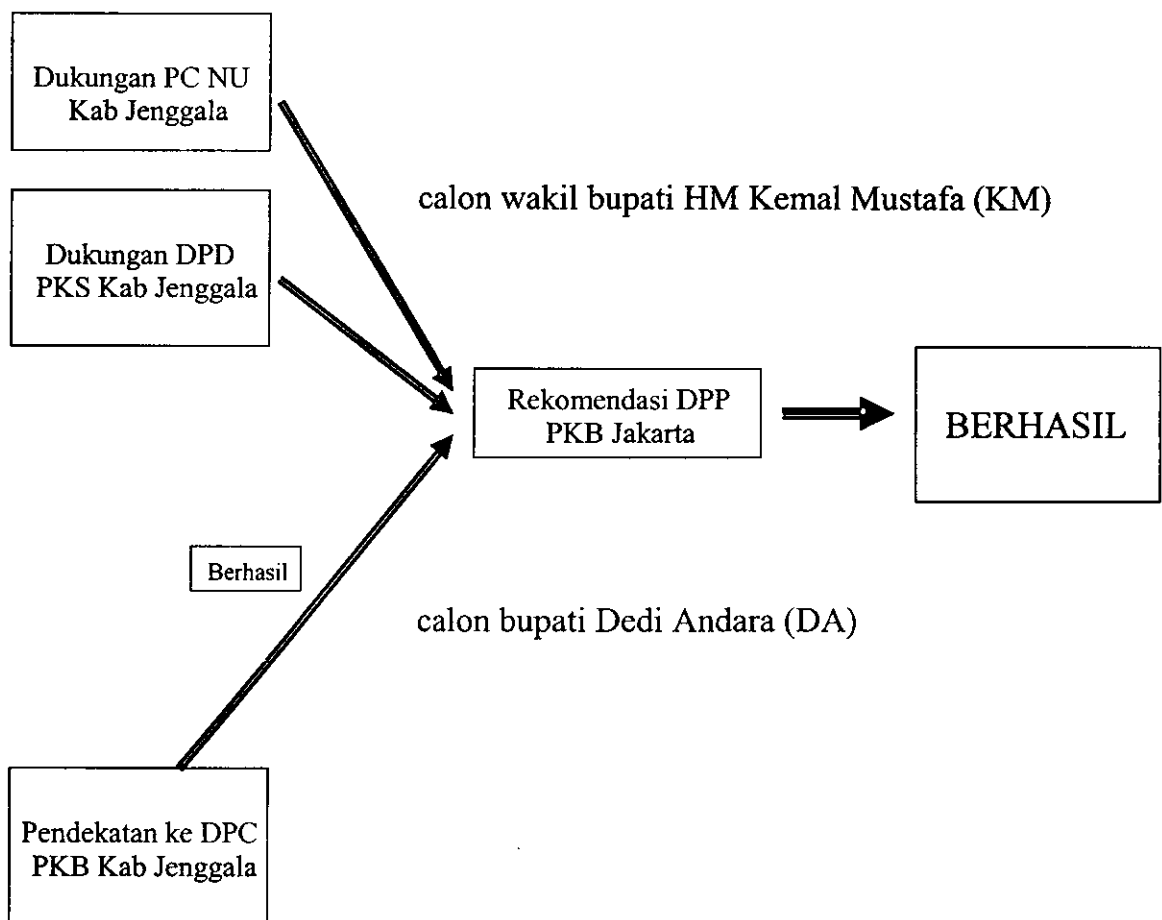 Dukungan PC NU
Kab Jenggala
calon wakil bupati HM Kemal Mustafa (KM)
Dukungan DPD
PKS Kab Jenggala
Rekomendasi DPP
PKB Jakarta
BERHASIL
Berhasil
calon bupati Dedi Andara (DA)
Pendekatan ke DPC
PKB Kab Jenggala